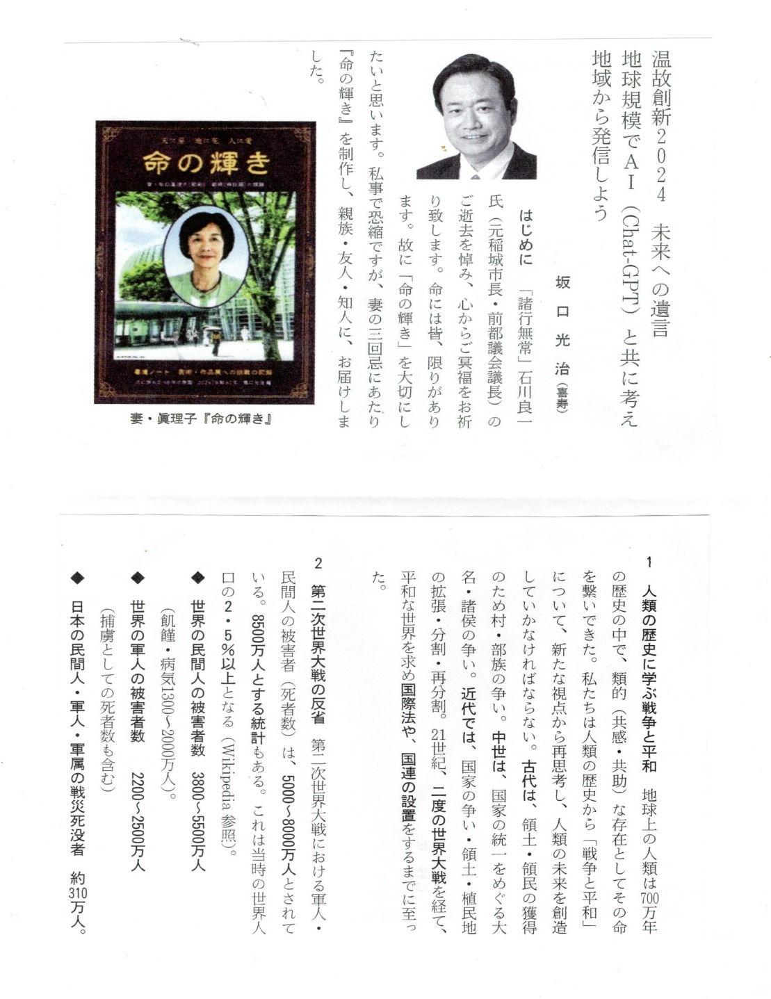 温故創新2024　未来への遺言
地球規模でAI（Chat-GPT）と共に考え
地域から発信しよう
坂口光治（喜寿）
はじめに　「諸行無常」石川良一
氏（元稲城市長・前都議会議長）の
ご逝去を悼み、心からご冥福をお祈
り致します。命には皆、限りがあり
ます。故に「命の輝き」を大切にし
たいと思います。私事で恐縮ですが、妻の三回忌にあたり
『命の輝き』を制作し、親族・友人・知人に、お届けしま
した。
天に星　地に花　人に愛
命の輝き
妻・眞理子『命の輝き』
1　人類の歴史に学ぶ戦争と平和　地球上の人類は700万年
の歴史の中で、類的（共感・共助）な存在としてその命
を繋いできた。私たちは人類の歴史から「戦争と平和」
について、新たな視点から再思考し、人類の未来を創造
していかなければならない。古代は、領土・領民の獲得
のため村・部族の争い。中世は、国家の統一をめぐる大
名・諸侯の争い。近代では、国家の争い・領土・植民地
の拡張・分割・再分割。21世紀、二度の世界大戦を経て、
平和な世界を求め国際法や、国連の設置をするまでに至っ
た。
2　第二次世界大戦の反省　第二次世界大戦における軍人・
民間人の被害者（死者数）は、5000〜8000万人とされて
いる。8500万人とする統計もある。これは当時の世界人
口の2・5％以上となる（Wikipedia 参照）。
◆　世界の民間人の被害者数　3800〜5500万人
（飢饉・病気1300〜2000万人）。
◆　世界の軍人の被害者数　2200〜2500万人
（捕虜としての死者数も含む）
◆　日本の民間人・軍人・軍属の戦災死没者　約310万人。